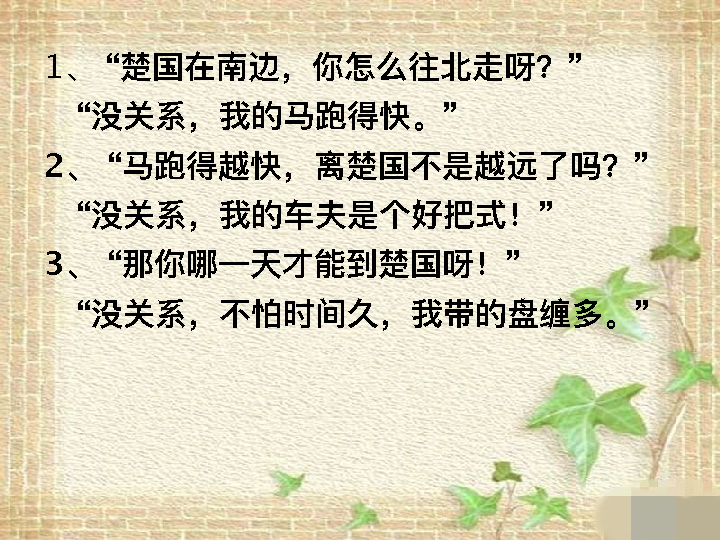 1、“楚国在南边，你怎么往北走呀？”
“没关系，我的马跑得快。”
2、“马跑得越快，离楚国不是越远了吗？”
“没关系，我的车夫是个好把式！”
3、“那你哪一天才能到楚国呀！”
“没关系，不怕时间久，我带的盘缠多。”